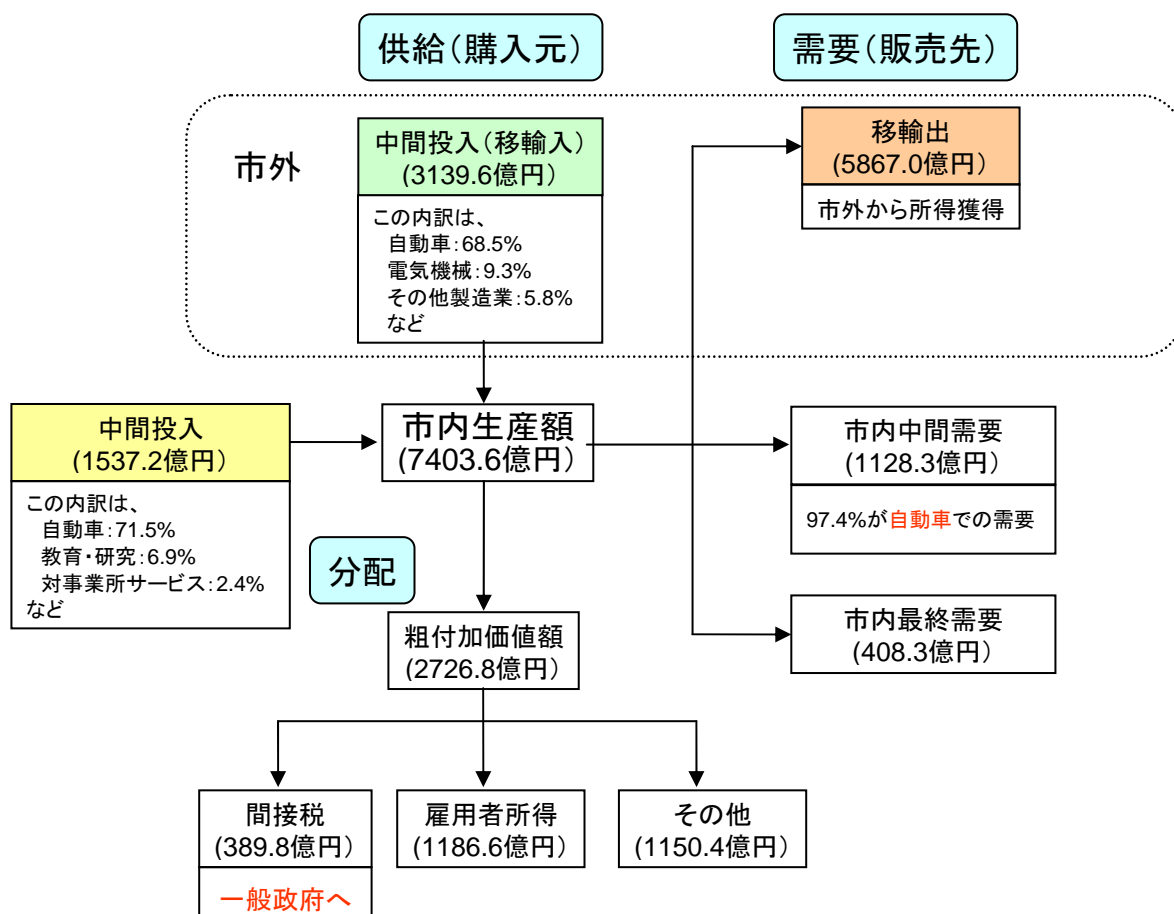 供給（購入元）
需要（販売先）
市外
中間投入（移輸入）
(3139.6億円）
この内訳は、
自動車：68.5%
電気機械：9.3%
その他製造業：5.8%
など
移輸出
(5867.0億円）
市外から所得獲得
中間投入
(1537.2億円）
この内訳は、
自動車：71.5%
教育・研究：6.9%
対事業所サービス：2.4%
など
市内生産額
(7403.6億円）
市内中間需要
(1128.3億円）
97.4%が自動車での需要
市内最終需要
(408.3億円）
分配
粗付加価値額
(2726.8億円）
間接税
(389.8億円）
一般政府へ
雇用者所得
(1186.6億円）
その他
(1150.4億円）